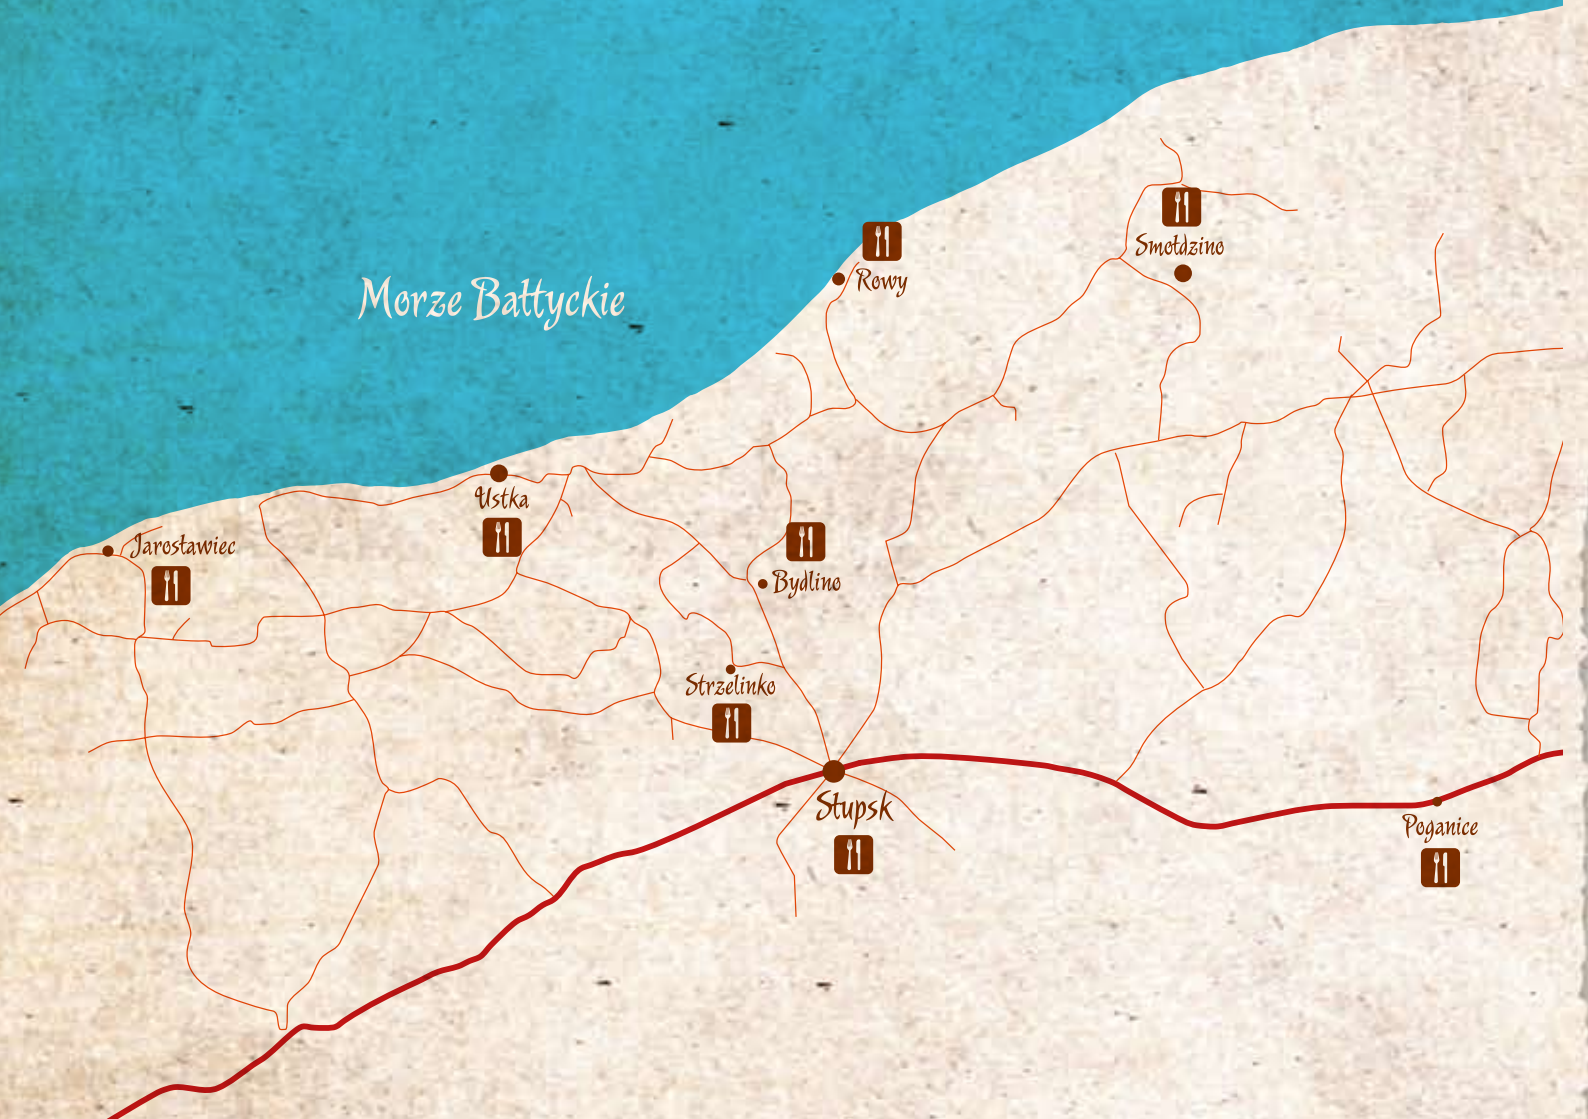 Smołdzino
Rowy
Morze Bałtyckie
Ustka
Jarosławiec
Bydlino
Strzelinko
Słupsk
Poganice